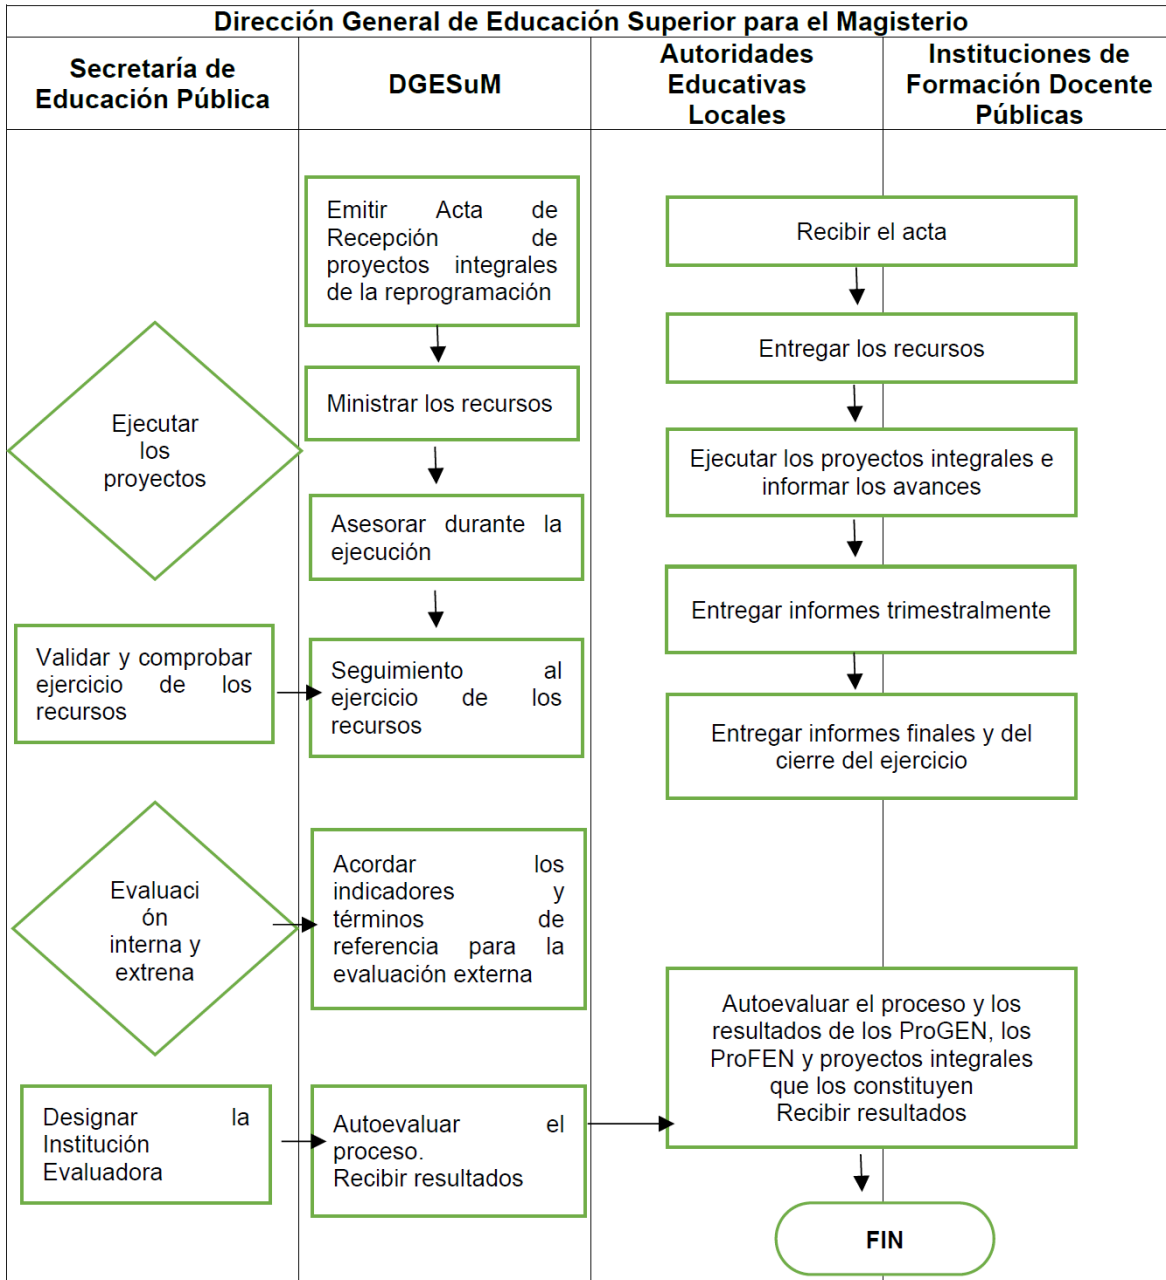 Dirección General de Educación Superior para el Magisterio
Secretaría de
Educación Pública
DGESuM
Autoridades
Educativas
Locales
Instituciones de
Formación Docente
Públicas
Emitir Acta de
Recepción de
proyectos integrales
de la reprogramación
Recibir el acta
Entregar los recursos
Ministrar los recursos
Ejecutar
los
proyectos
Ejecutar los proyectos integrales e
informar los avances
Asesorar durante la
ejecución
Entregar informes trimestralmente
Validar y comprobar
ejercicio de los
recursos
Seguimiento al
ejercicio de los
recursos
Entregar informes finales y del
cierre del ejercicio
Evaluaci
ón
interna y
extrena
Acordar los
indicadores y
términos de
referencia para la
evaluación externa
Autoevaluar el proceso y los
resultados de los ProGEN, los
ProFEN y proyectos integrales
que los constituyen
Recibir resultados
Designar la
Institución
Evaluadora
Autoevaluar el
proceso.
Recibir resultados
FIN